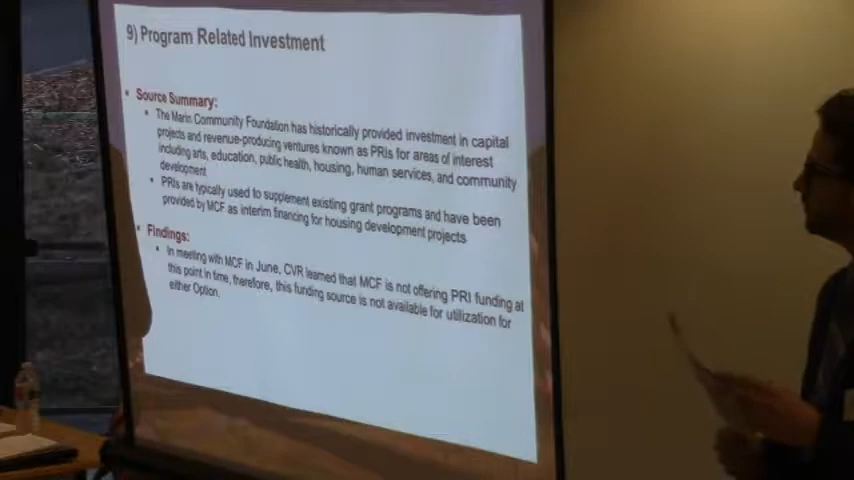 9) Program Related Investment
• Source Summary:
• The Marin Community Foundation has historically provided investment in capital
projects and revenue-producing ventures known as PRIs for areas of interest
including arts, education, public health, housing, human services, and community
development
• PRIs are typically used to supplement existing grant programs and have been
provided by MCF as interim financing for housing development projects
• Findings:
• In meeting with MCF in June, CVR learned that MCF is not offering PRI funding at
this point in time, therefore, this funding source is not available for utilization for
either Option.